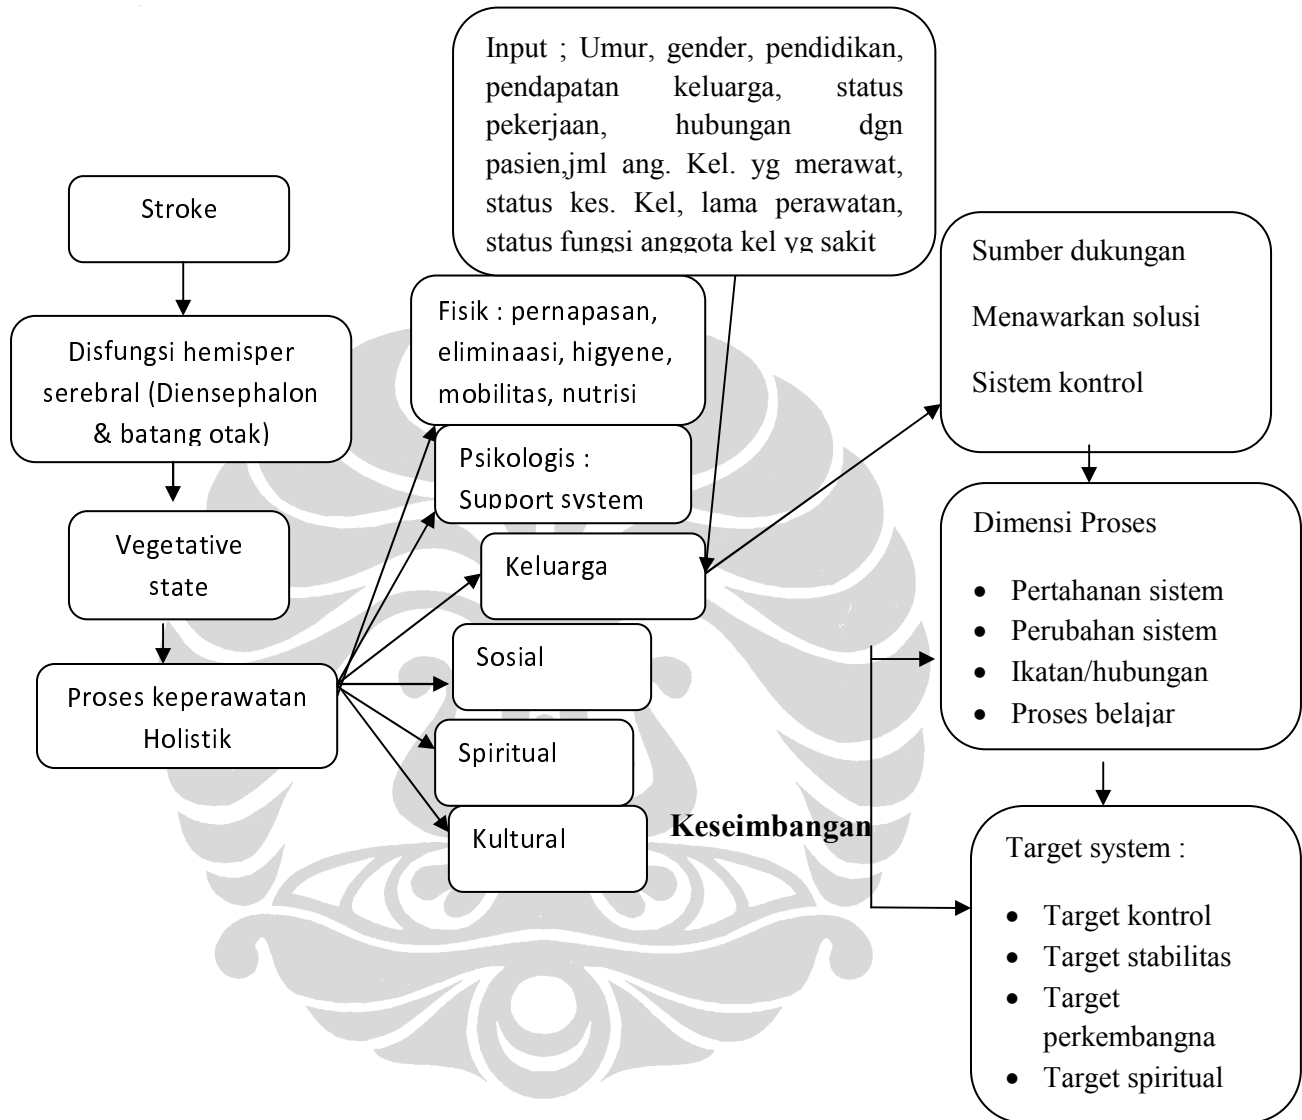 Input ; Umur, gender, pendidikan,
pendapatan keluarga, status
pekerjaan, hubungan dgn
pasien,jml ang. Kel. yg merawat,
status kes. Kel, lama perawatan,
status fungsi anggota kel yg sakit
Stroke
Disfungsi hemisper
serebral (Diensephalon
& batang otak)
Vegetative
state
Proses keperawatan
Holistik
Fisik : pernapasan,
eliminaasi, higyene,
mobilitas, nutrisi
Psikologis :
Support system
Keluarga
Sosial
Spiritual
Kultural
Sumber dukungan
Menawarkan solusi
Sistem kontrol
Dimensi Proses
• Pertahanan sistem
• Perubahan sistem
• Ikatan/hubungan
• Proses belajar
Keseimbangan
Target system :
• Target kontrol
• Target stabilitas
• Target
perkembangna
• Target spiritual